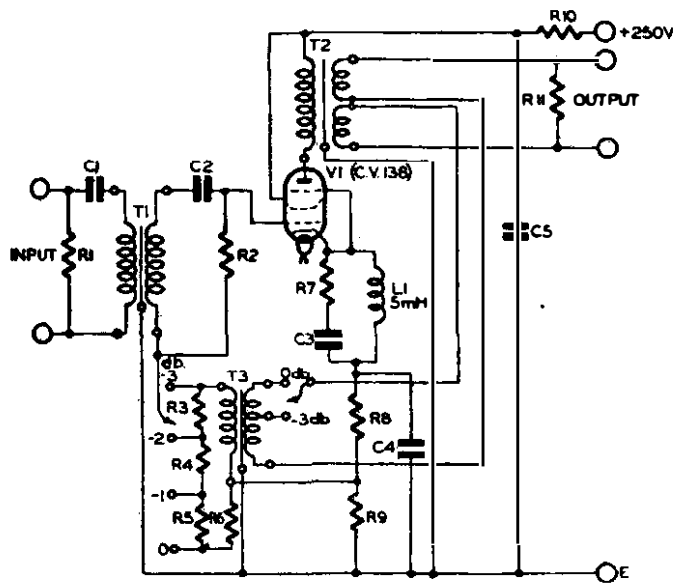 R10
+250V
T2
R11 OUTPUT
C1
C2
V1 (C.V. 138)
T1
INPUT
R1
R2
C5
R7
L1
5mH
C3
db.
-3
T3
0db
R3
-3db
R8
-2
C4
R4
-1
R5
R6
R9
0
E